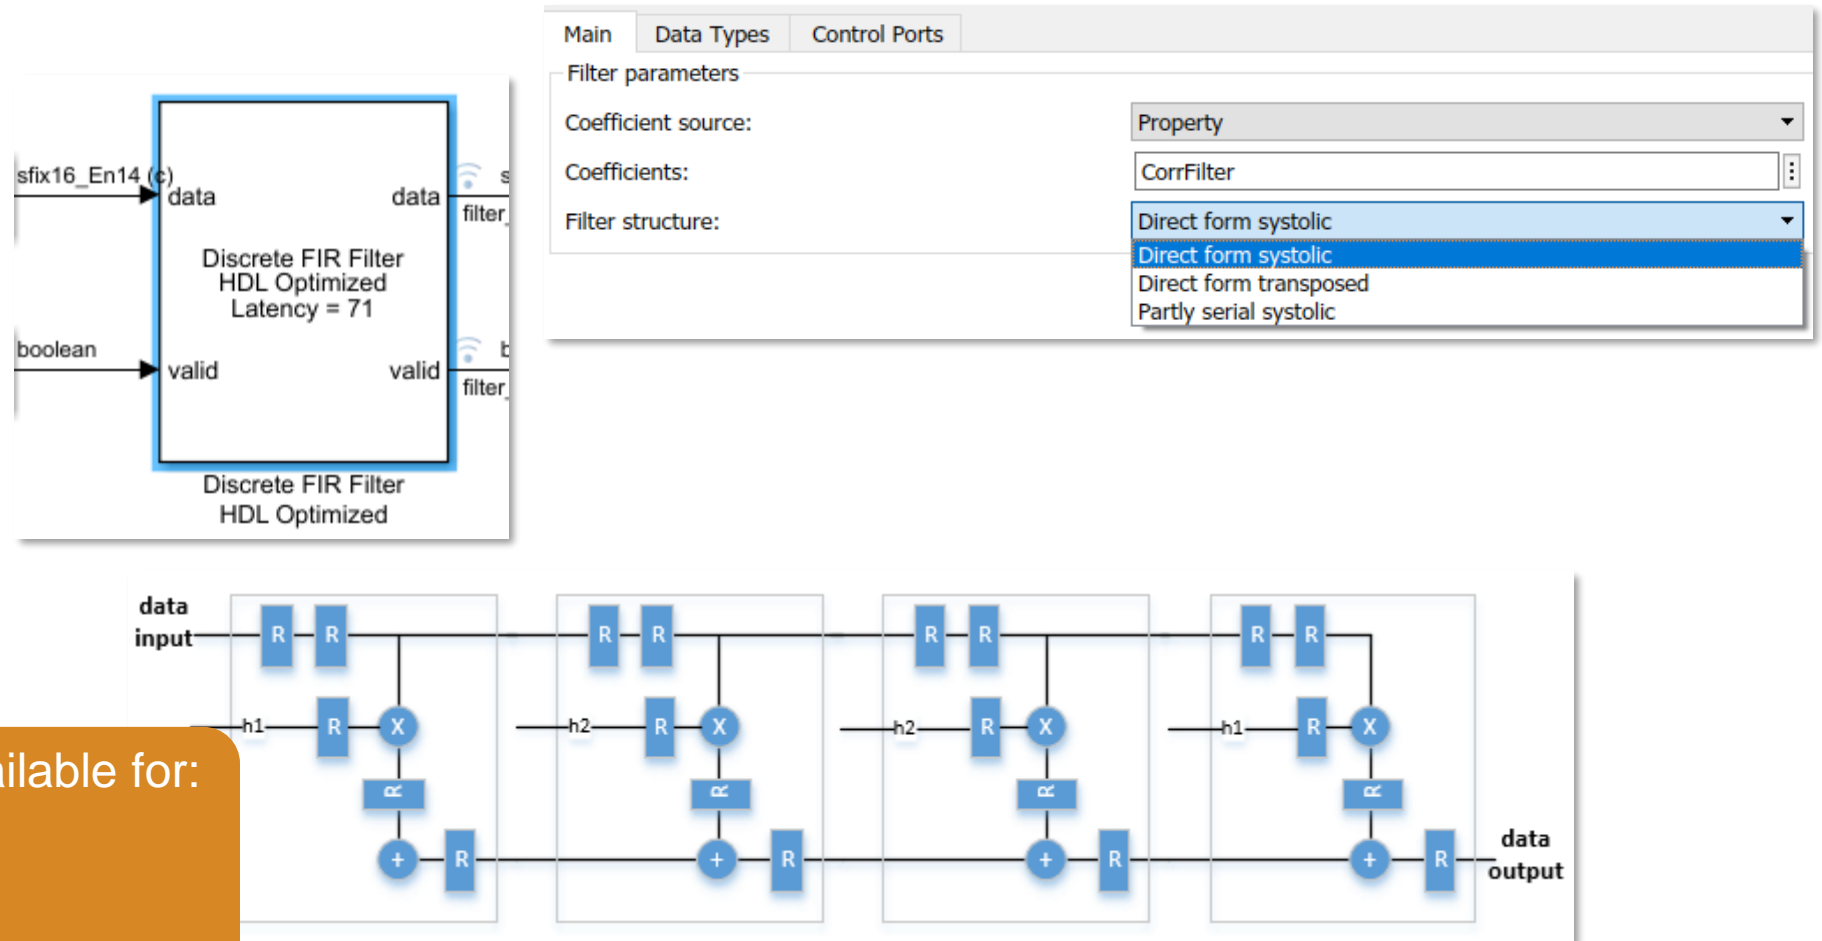 Main Data Types Control Ports
Filter parameters
Coefficient source: Property
Coefficients: CorrFilter
Filter structure: Direct form systolic
Direct form systolic
Direct form transposed
Partly serial systolic
sfix16_En14 (c)
data data
filter_
Discrete FIR Filter
HDL Optimized
Latency = 71
boolean
valid valid
filter_
Discrete FIR Filter
HDL Optimized
data
input
R R R R R R R R
h1 R X h2 R X h2 R X h1 R X
R R R R
+ R + R + R + R
data
output
ilable for: